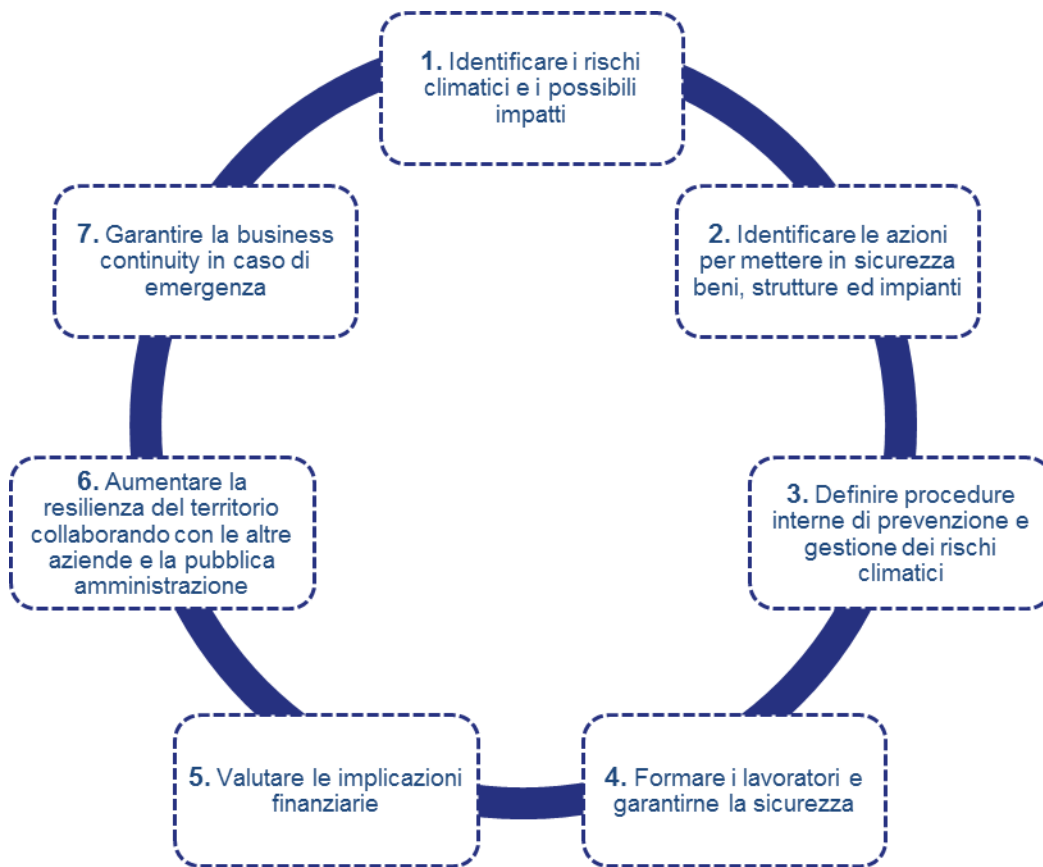 1. Identificare i rischi
climatici e i possibili
impatti
2. Identificare le azioni
per mettere in sicurezza
beni, strutture ed impianti
3. Definire procedure
interne di prevenzione e
gestione dei rischi
climatici
4. Formare i lavoratori e
garantirne la sicurezza
5. Valutare le implicazioni
finanziarie
6. Aumentare la
resilienza del territorio
collaborando con le altre
aziende e la pubblica
amministrazione
7. Garantire la business
continuity in caso di
emergenza